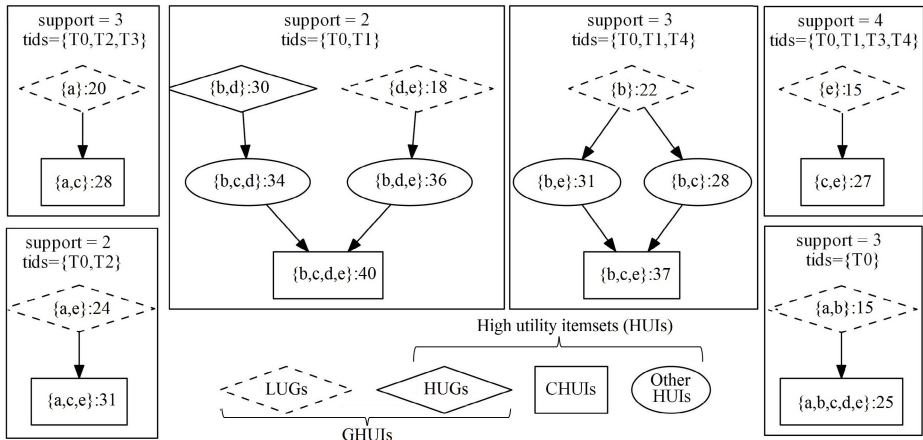 support = 3
tids={T0,T2,T3}
{a}:20
{a,c}:28
support = 2
tids={T0,T1}
{b,d}:30
{d,e}:18
{b,c,d}:34
{b,d,e}:36
{b,c,d,e}:40
support = 3
tids={T0,T1,T4}
{b}:22
{b,e}:31
{b,c}:28
{b,c,e}:37
support = 4
tids={T0,T1,T3,T4}
{e}:15
{c,e}:27
support = 2
tids={T0,T2}
{a,e}:24
{a,c,e}:31
support = 3
tids={T0}
{a,b}:15
{a,b,c,d,e}:25
High utility itemsets (HUIs)
LUGs
HUGs
CHUIs
Other
HUIs
GHUIs